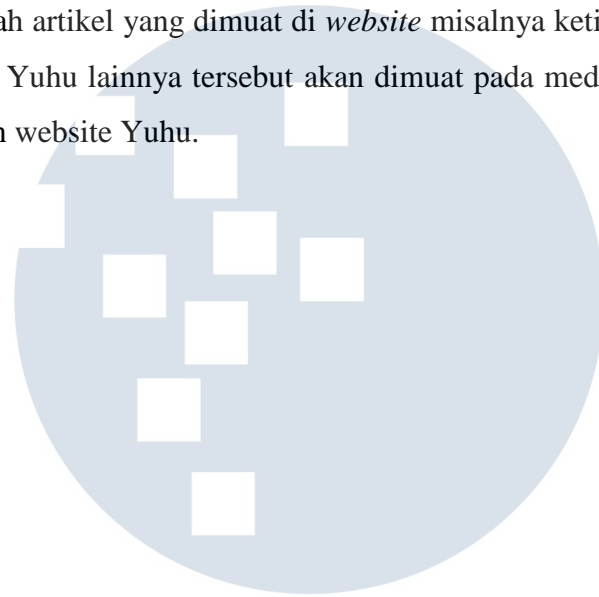 ah artikel yang dimuat di website misalnya keti
Yuhu lainnya tersebut akan dimuat pada med
website Yuhu.